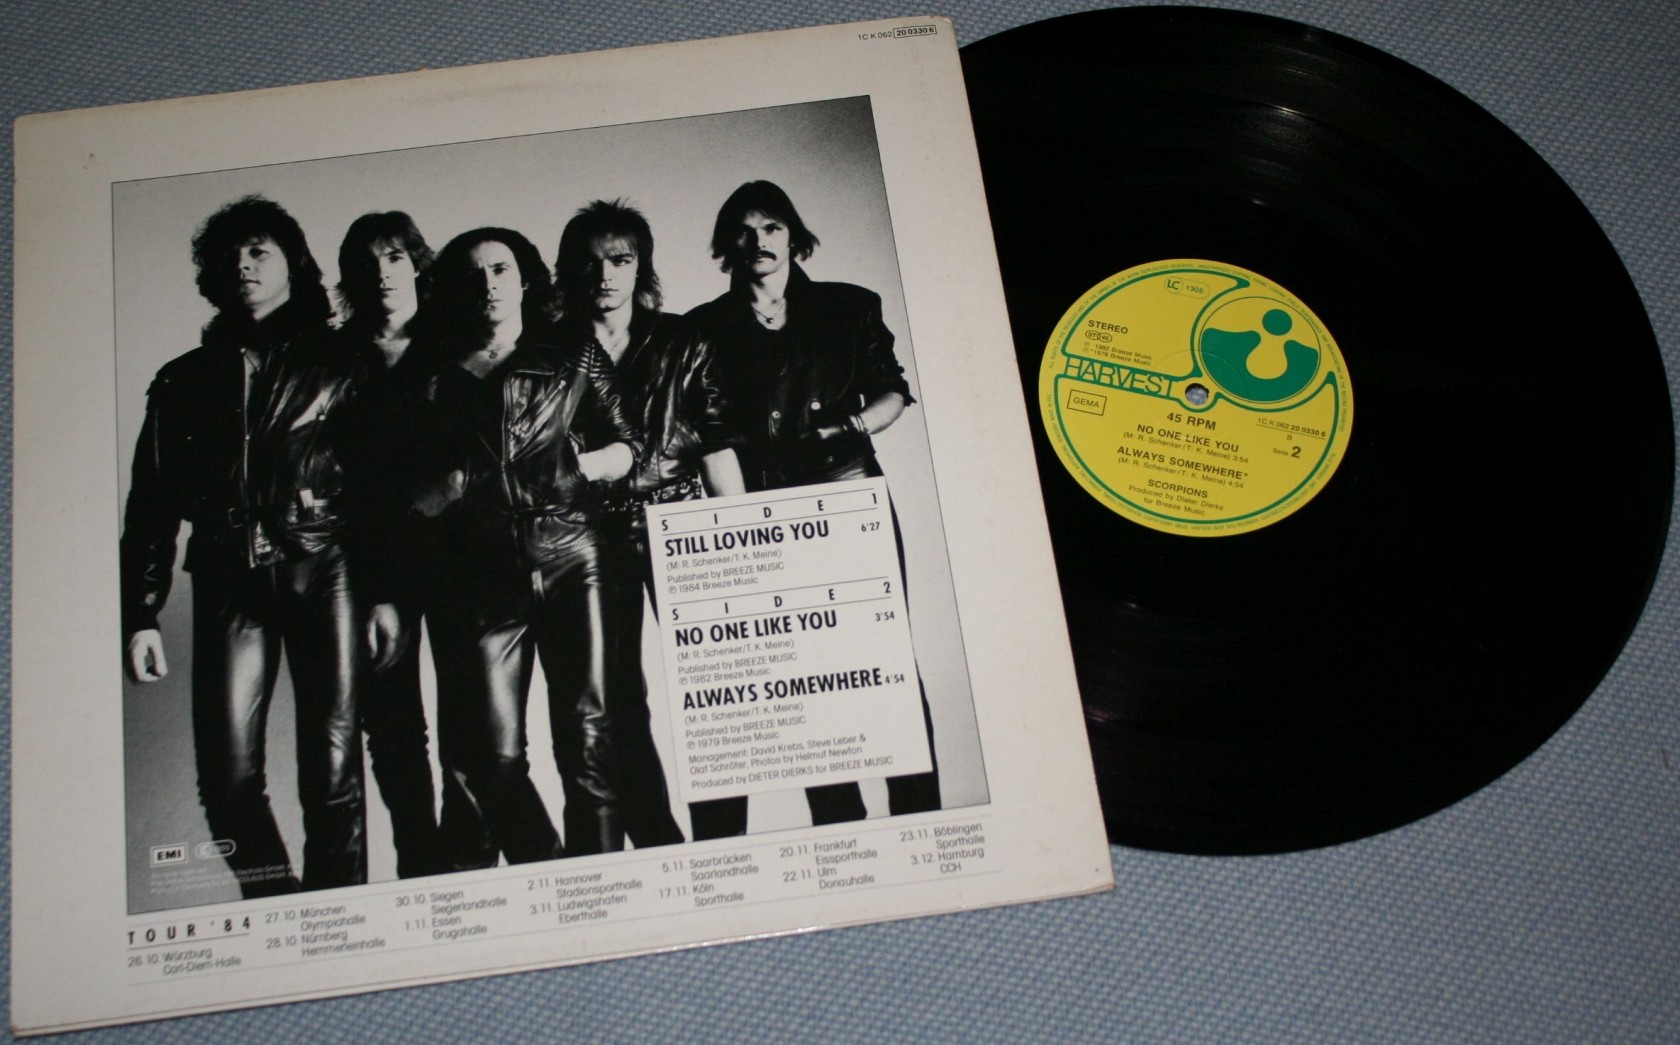 1C K 062 20 0330 6
SIDE 1
STILL LOVING YOU 6'27
(M: R. Schenker/T: K. Meine)
Published by BREEZE MUSIC
℗ 1984 Breeze Music
SIDE 2
NO ONE LIKE YOU 3'54
(M: R. Schenker/T: K. Meine)
Published by BREEZE MUSIC
℗ 1982 Breeze Music
ALWAYS SOMEWHERE 4'54
(M: R. Schenker/T: K. Meine)
Published by BREEZE MUSIC
℗ 1979 Breeze Music
Management: David Krebs, Steve Leber &
Olaf Schröter, Photos by Helmut Newton
Produced by DIETER DIERKS for BREEZE MUSIC
EMI
TOUR '84
26.10. Würzburg
Carl-Diem-Halle
27.10. München
Olympiahalle
28.10. Nürnberg
Hemmerleinhalle
30.10. Siegen
Siegerlandhalle
1.11. Essen
Grugahalle
2.11. Hannover
Stadionsporthalle
3.11. Ludwigshafen
Eberthalle
5.11. Saarbrücken
Saarlandhalle
17.11. Köln
Sporthalle
20.11. Frankfurt
Eissporthalle
22.11. Ulm
Donauhalle
23.11. Böblingen
Sporthalle
3.12. Hamburg
CCH
LC 1305
STEREO
ST 45
℗ 1982 Breeze Music
℗ *1979 Breeze Music
HARVEST
GEMA
45 RPM
1C K 062 20 0330 6
B
Seite 2
NO ONE LIKE YOU
(M: R. Schenker/T: K. Meine) 3:54
ALWAYS SOMEWHERE*
(M: R. Schenker/T: K. Meine) 4:54
SCORPIONS
Produced by Dieter Dierks
for Breeze Music